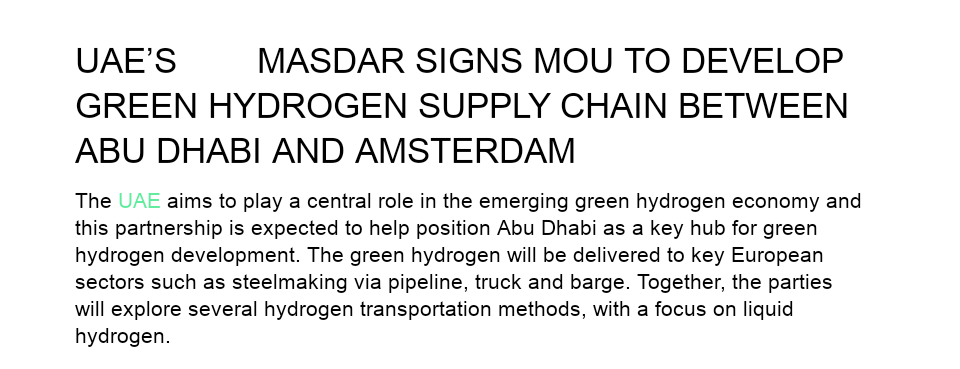 UAE’S MASDAR SIGNS MOU TO DEVELOP
GREEN HYDROGEN SUPPLY CHAIN BETWEEN
ABU DHABI AND AMSTERDAM
The UAE aims to play a central role in the emerging green hydrogen economy and
this partnership is expected to help position Abu Dhabi as a key hub for green
hydrogen development. The green hydrogen will be delivered to key European
sectors such as steelmaking via pipeline, truck and barge. Together, the parties
will explore several hydrogen transportation methods, with a focus on liquid
hydrogen.